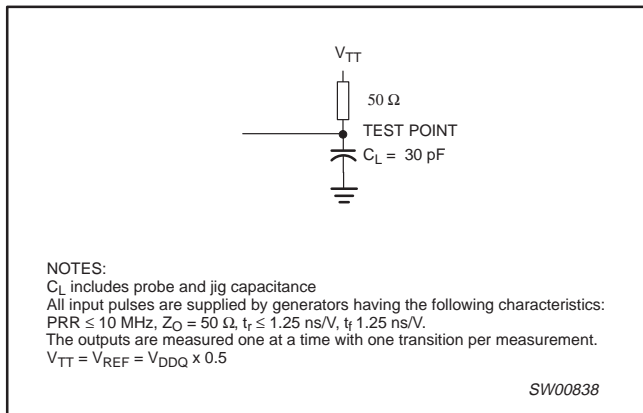 VTT
50 Ω
TEST POINT
CL = 30 pF
NOTES:
CL includes probe and jig capacitance
All input pulses are supplied by generators having the following characteristics:
PRR ≤ 10 MHz, ZO = 50 Ω, tr ≤ 1.25 ns/V, tf 1.25 ns/V.
The outputs are measured one at a time with one transition per measurement.
VTT = VREF = VDDQ x 0.5
SW00838